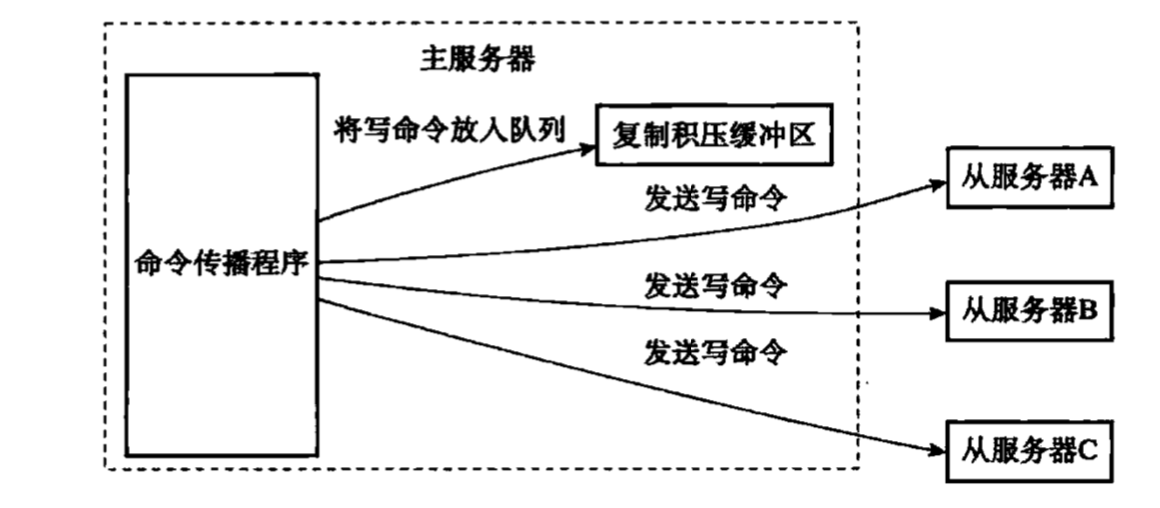 主服务器
将写命令放入队列
复制积压缓冲区
发送写命令
从服务器A
命令传播程序
发送写命令
从服务器B
发送写命令
从服务器C